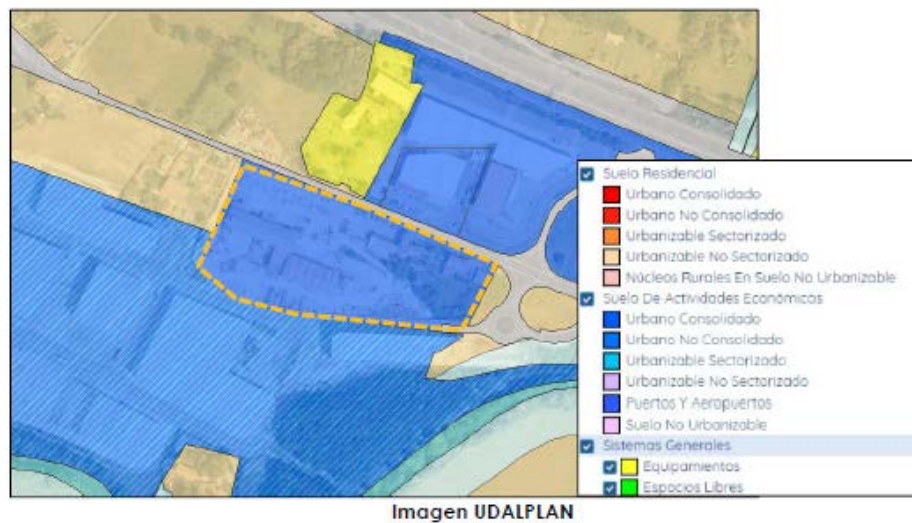 Suelo Residencial
Urbano Consolidado
Urbano No Consolidado
Urbanizable Sectorizado
Urbanizable No Sectorizado
Núcleos Rurales En Suelo No Urbanizable
Suelo De Actividades Económicas
Urbano Consolidado
Urbano No Consolidado
Urbanizable Sectorizado
Urbanizable No Sectorizado
Puertos Y Aeropuertos
Suelo No Urbanizable
Sistemas Generales
Equipamientos
Espacios Libres
Imagen UDALPLAN